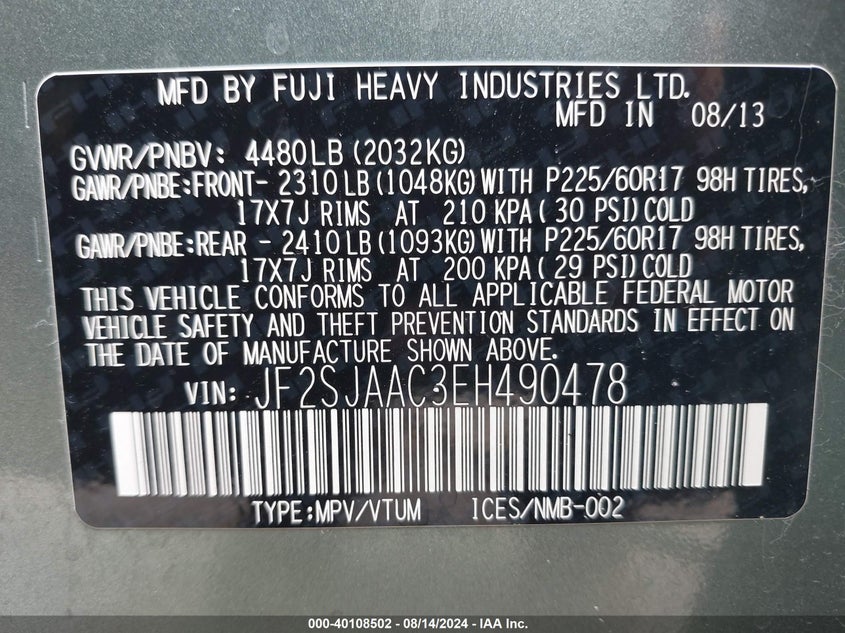 MFD BY FUJI HEAVY INDUSTRIES LTD.
MFD IN 08/13
GVWR/PNBV: 4480LB (2032KG)
GAWR/PNBE:FRONT- 2310 LB (1048KG) WITH P225/60R17 98H TIRES,
17X7J RIMS AT 210 KPA ( 30 PSI) COLD
GAWR/PNBE:REAR - 2410 LB (1093KG) WITH P225/60R17 98H TIRES,
17X7J RIMS AT 200 KPA ( 29 PSI) COLD
THIS VEHICLE CONFORMS TO ALL APPLICABLE FEDERAL MOTOR
VEHICLE SAFETY AND THEFT PREVENTION STANDARDS IN EFFECT ON
THE DATE OF MANUFACTURE SHOWN ABOVE.
VIN: JF2SJAAC3EH490478
TYPE:MPV/VTUM ICES/NMB-002
000-40108502 - 08/14/2024 - IAA Inc.